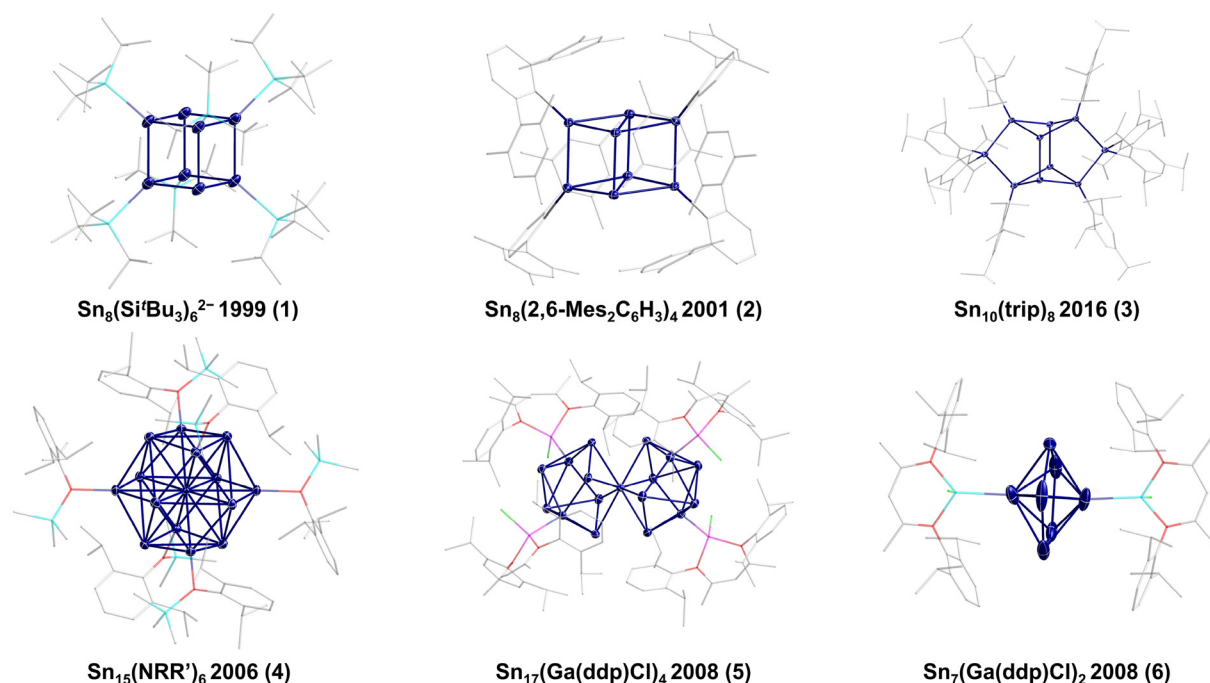 Sn₈(SiᵗBu₃)₆²⁻ 1999 (1)
Sn₈(2,6-Mes₂C₆H₃)₄ 2001 (2)
Sn₁₀(trip)₈ 2016 (3)
Sn₁₅(NRR')₆ 2006 (4)
Sn₁₇(Ga(ddp)Cl)₄ 2008 (5)
Sn₇(Ga(ddp)Cl)₂ 2008 (6)